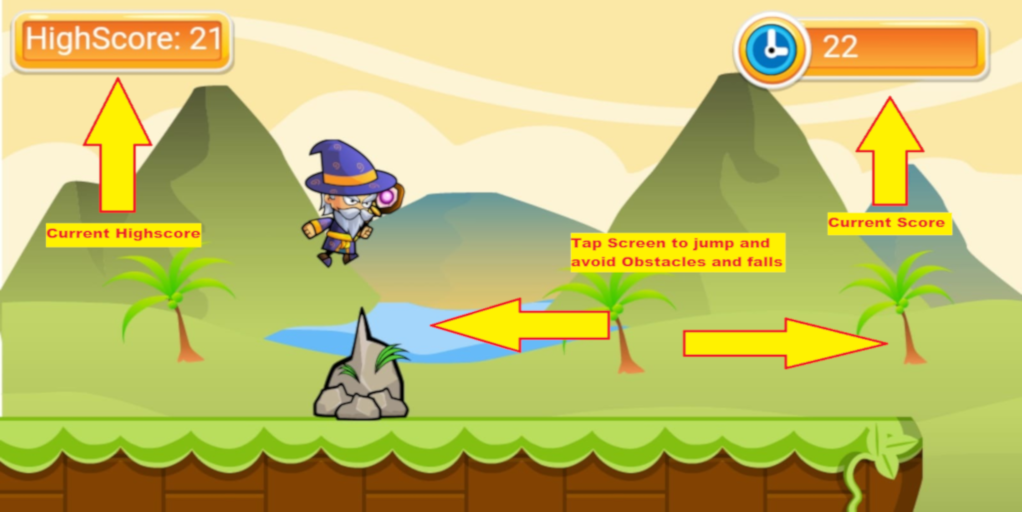 HighScore: 21
22
Current Highscore
Current Score
Tap Screen to jump and
avoid Obstacles and falls